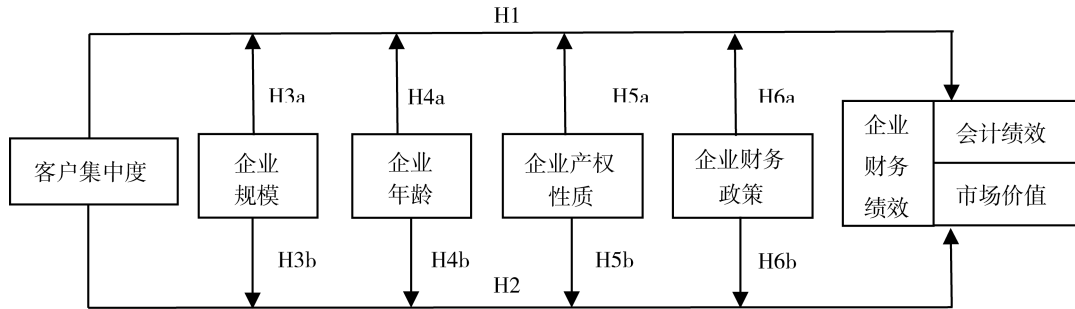 H1
H3a
H4a
H5a
H6a
客户集中度
企业
规模
企业
年龄
企业产权
性质
企业财务
政策
企业
财务
绩效
会计绩效
市场价值
H3b
H4b
H5b
H6b
H2